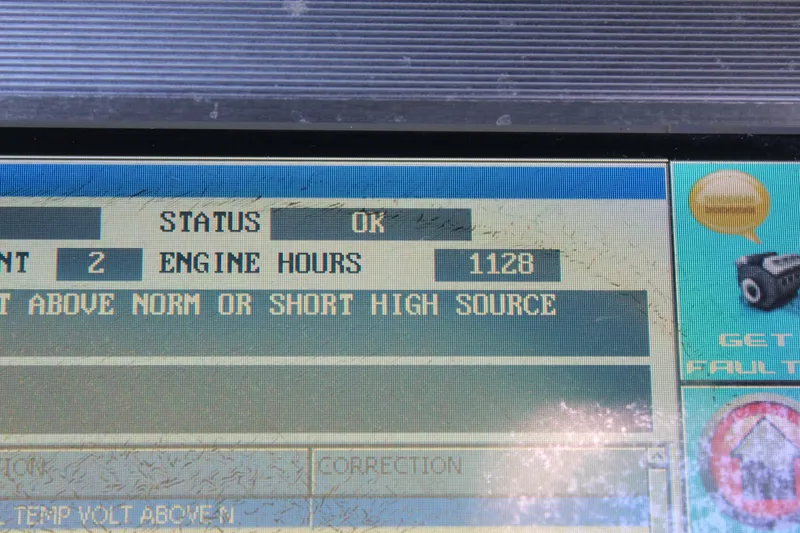 STATUS OK
NT 2 ENGINE HOURS 1128
T ABOVE NORM OR SHORT HIGH SOURCE
GET
FAULT
ION CORRECTION
TEMP VOLT ABOVE N